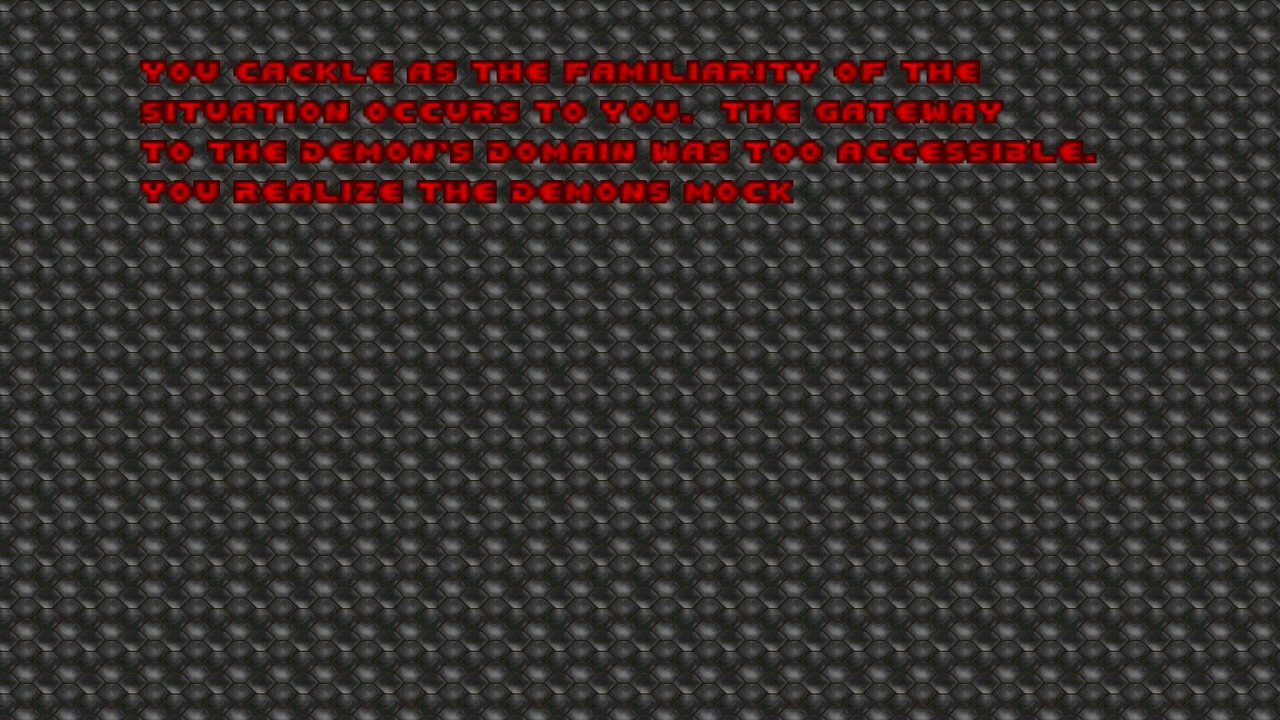 YOU CACKLE AS THE FAMILIARITY OF THE
SITUATION OCCURS TO YOU.  THE GATEWAY
TO THE DEMON'S DOMAIN WAS TOO ACCESSIBLE.
YOU REALIZE THE DEMONS MOCK